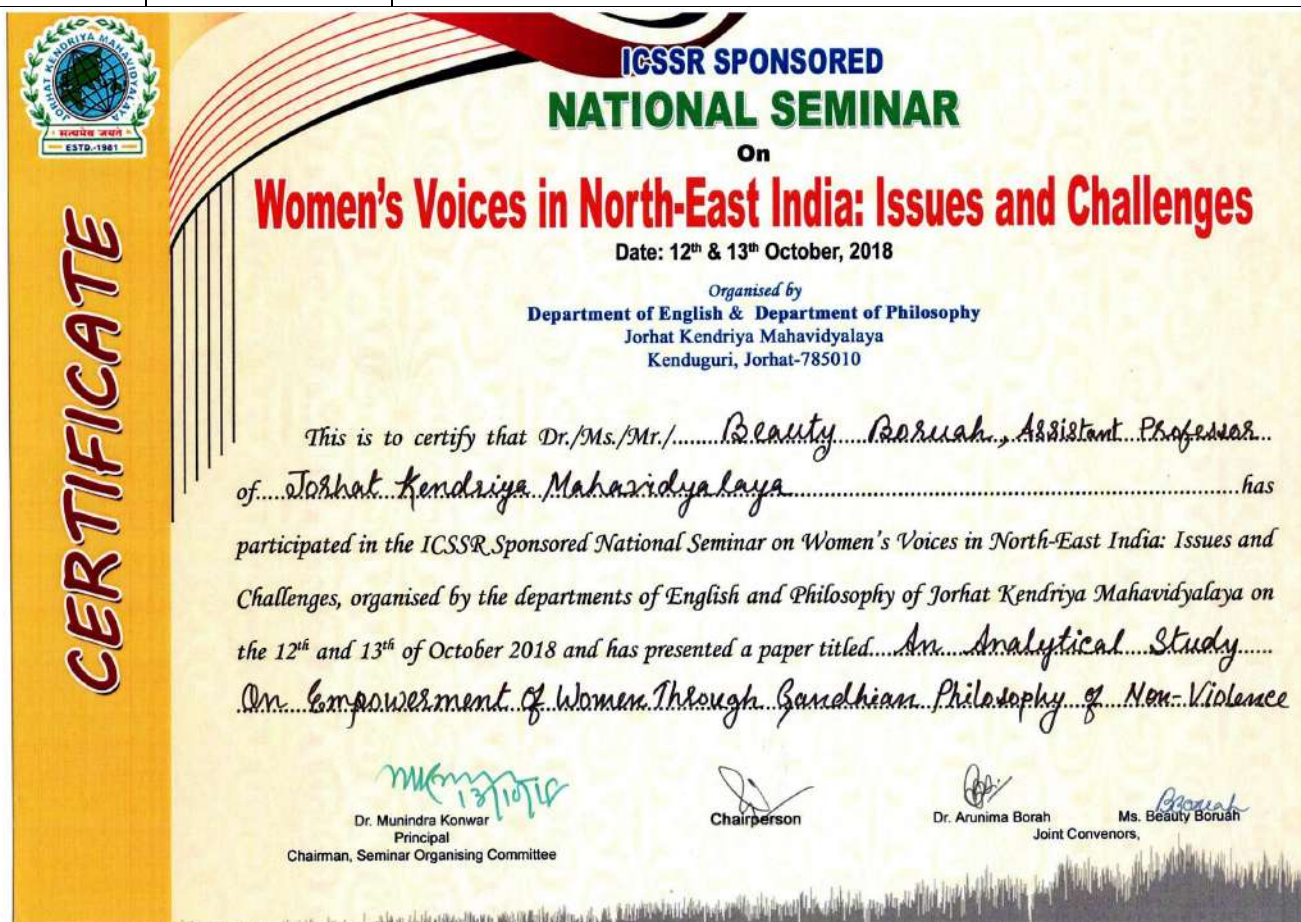 JORHAT KENDRIYA MAHAVIDYALAYA
सत्यमेव जयते
ESTD.-1981
CERTIFICATE
ICSSR SPONSORED
NATIONAL SEMINAR
On
Women's Voices in North-East India: Issues and Challenges
Date: 12th & 13th October, 2018
Organised by
Department of English & Department of Philosophy
Jorhat Kendriya Mahavidyalaya
Kenduguri, Jorhat-785010
This is to certify that Dr./Ms./Mr./........Beauty....Boruah.., Assistant..Professor..
of....Jorhat..Kendriya..Mahavidyalaya..........................................................................has
participated in the ICSSR Sponsored National Seminar on Women's Voices in North-East India: Issues and
Challenges, organised by the departments of English and Philosophy of Jorhat Kendriya Mahavidyalaya on
the 12th and 13th of October 2018 and has presented a paper titled....An....Analytical...Study.....
On...Empowerment..of..Women.Through..Gandhian..Philosophy..of..Non-Violence
13/10/18
BBoruah
Dr. Munindra Konwar
Principal
Chairman, Seminar Organising Committee
Chairperson
Dr. Arunima Borah
Ms. Beauty Boruah
Joint Convenors,